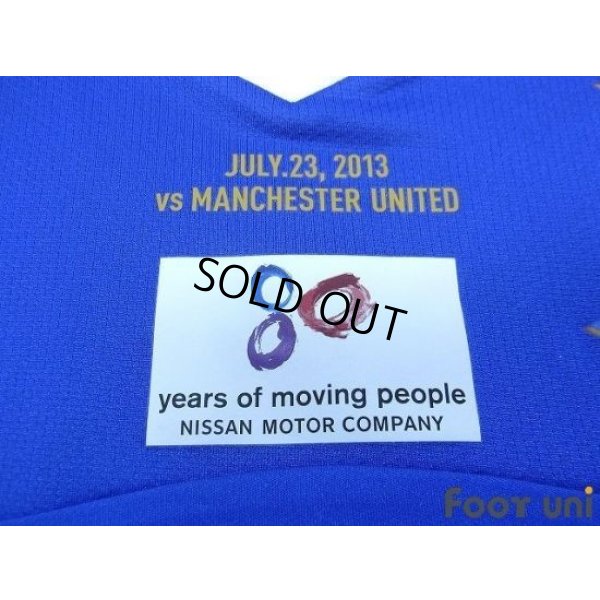 JULY.23, 2013
vs MANCHESTER UNITED
SOLD OUT
years of moving people
NISSAN MOTOR COMPANY
Foot uni